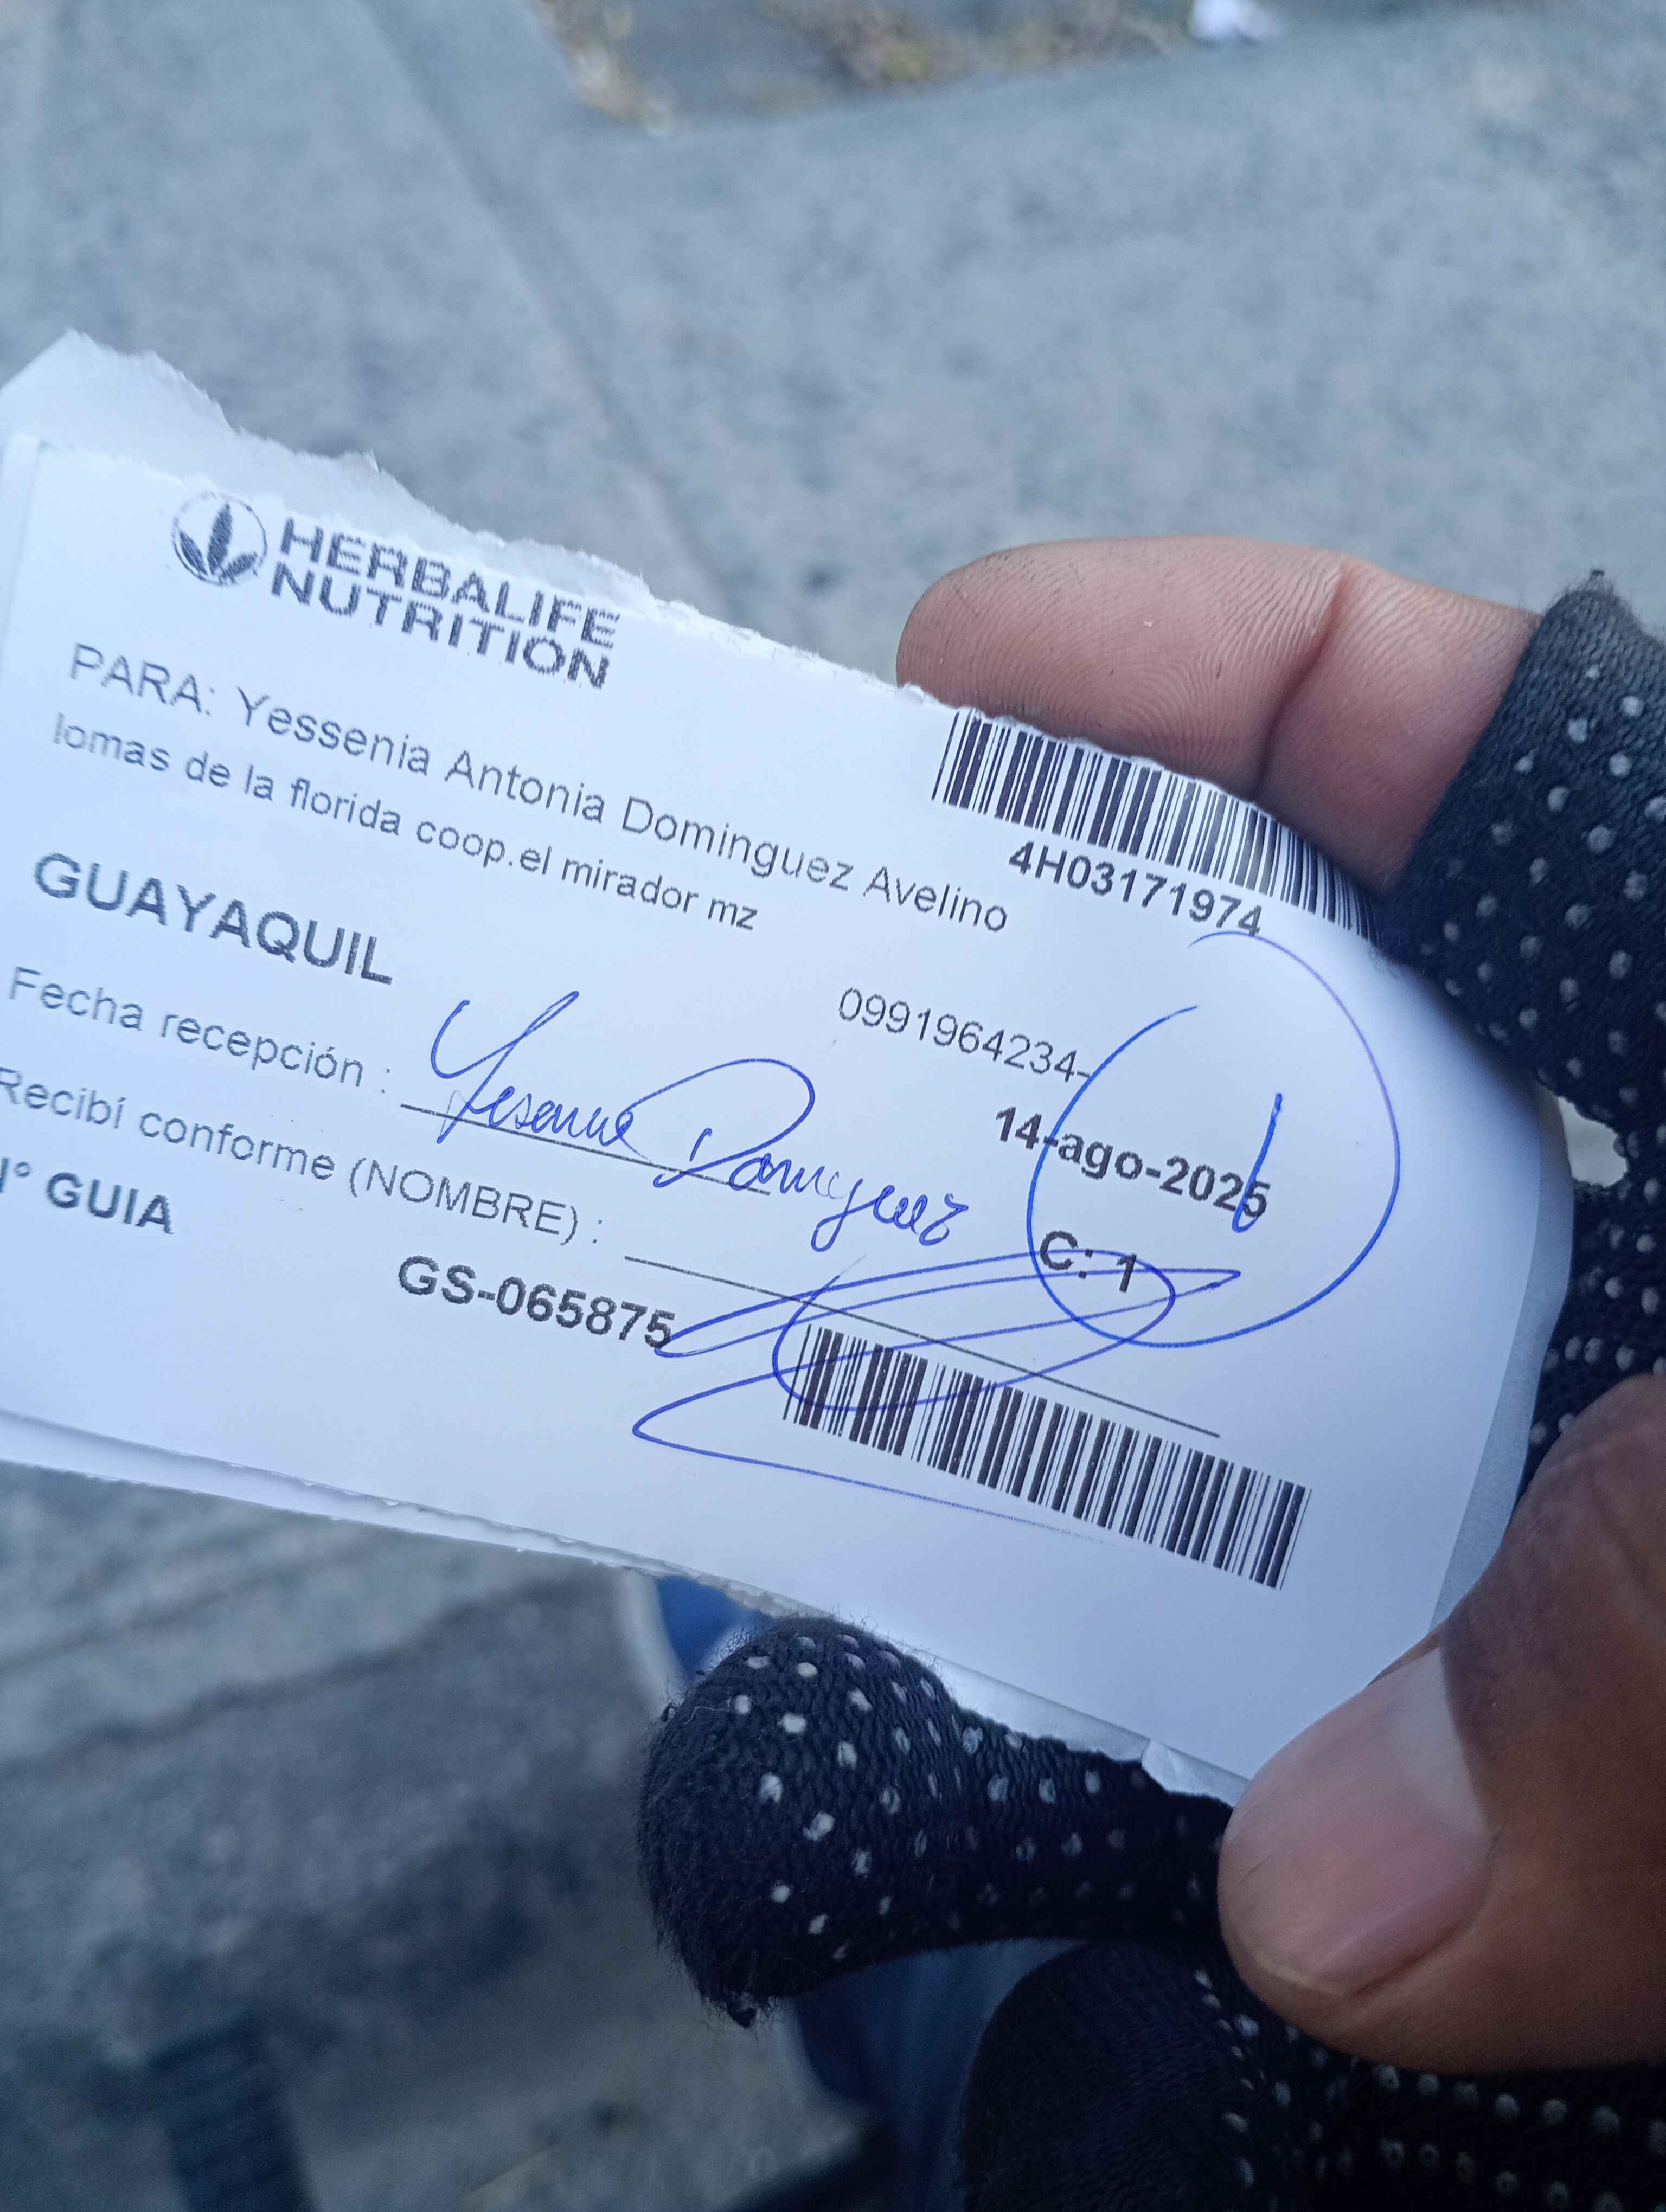 HERBALIFE
NUTRITION
PARA: Yessenia Antonia Dominguez Avelino
4H03171974
lomas de la florida coop.el mirador mz
GUAYAQUIL
0991964234-
Fecha recepción :
14-ago-2025
Recibí conforme (NOMBRE) :
Dominguez
C: 1
N° GUIA
GS-065875